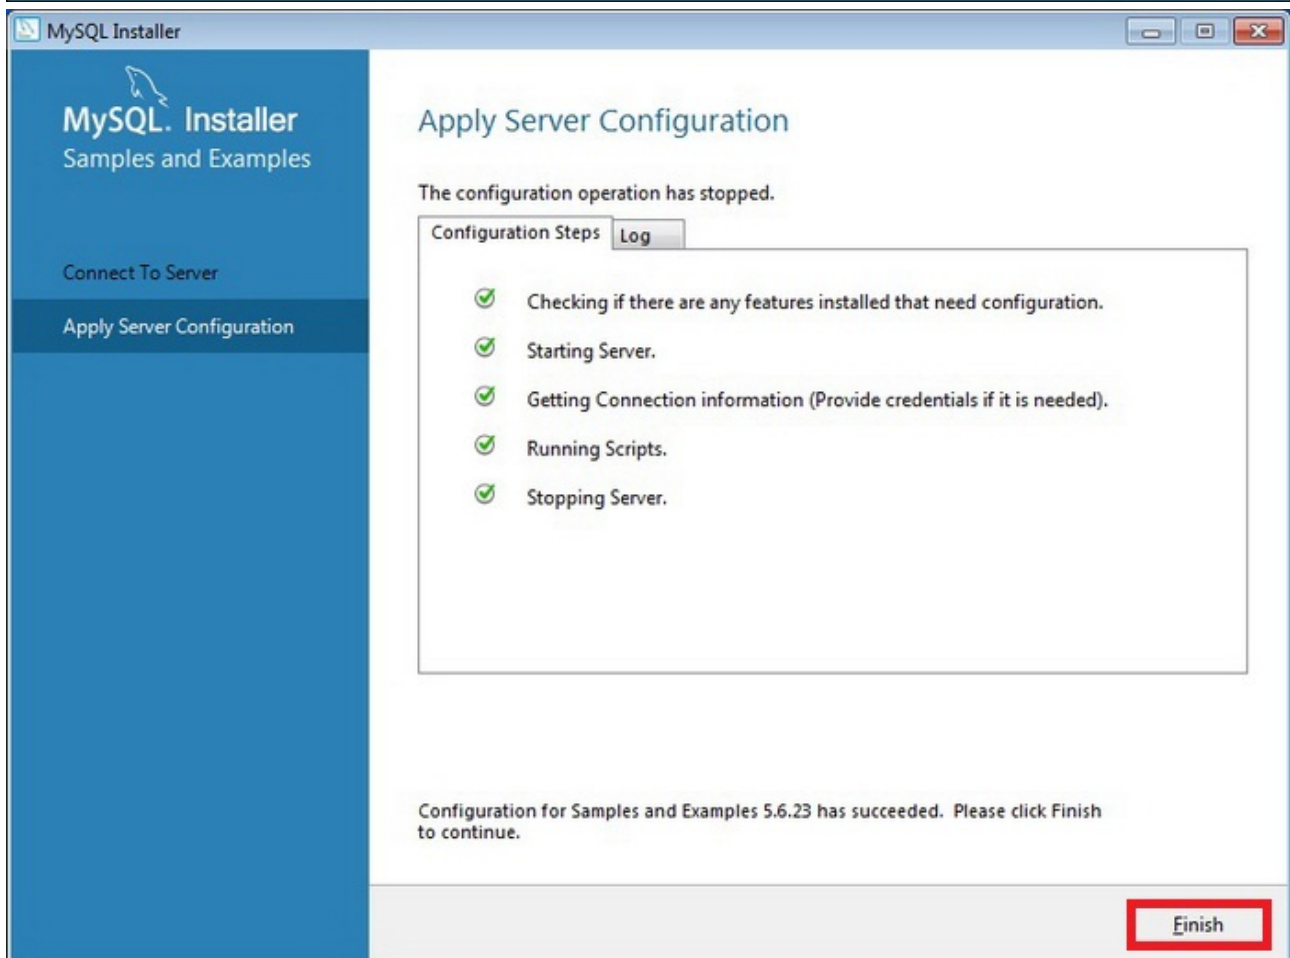 MySQL Installer
MySQL. Installer
Samples and Examples
Connect To Server
Apply Server Configuration
Apply Server Configuration
The configuration operation has stopped.
Configuration Steps Log
Checking if there are any features installed that need configuration.
Starting Server.
Getting Connection information (Provide credentials if it is needed).
Running Scripts.
Stopping Server.
Configuration for Samples and Examples 5.6.23 has succeeded. Please click Finish
to continue.
Finish